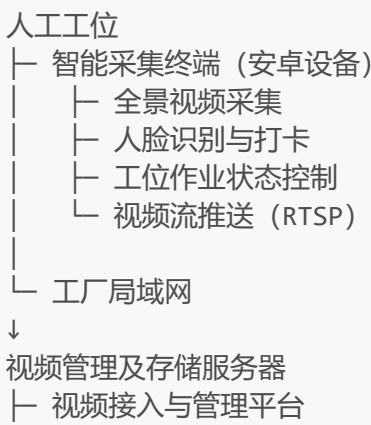 人工工位
├─ 智能采集终端（安卓设备）
│   ├─ 全景视频采集
│   ├─ 人脸识别与打卡
│   ├─ 工位作业状态控制
│   └─ 视频流推送（RTSP）
│
└─ 工厂局域网
↓
视频管理及存储服务器
├─ 视频接入与管理平台